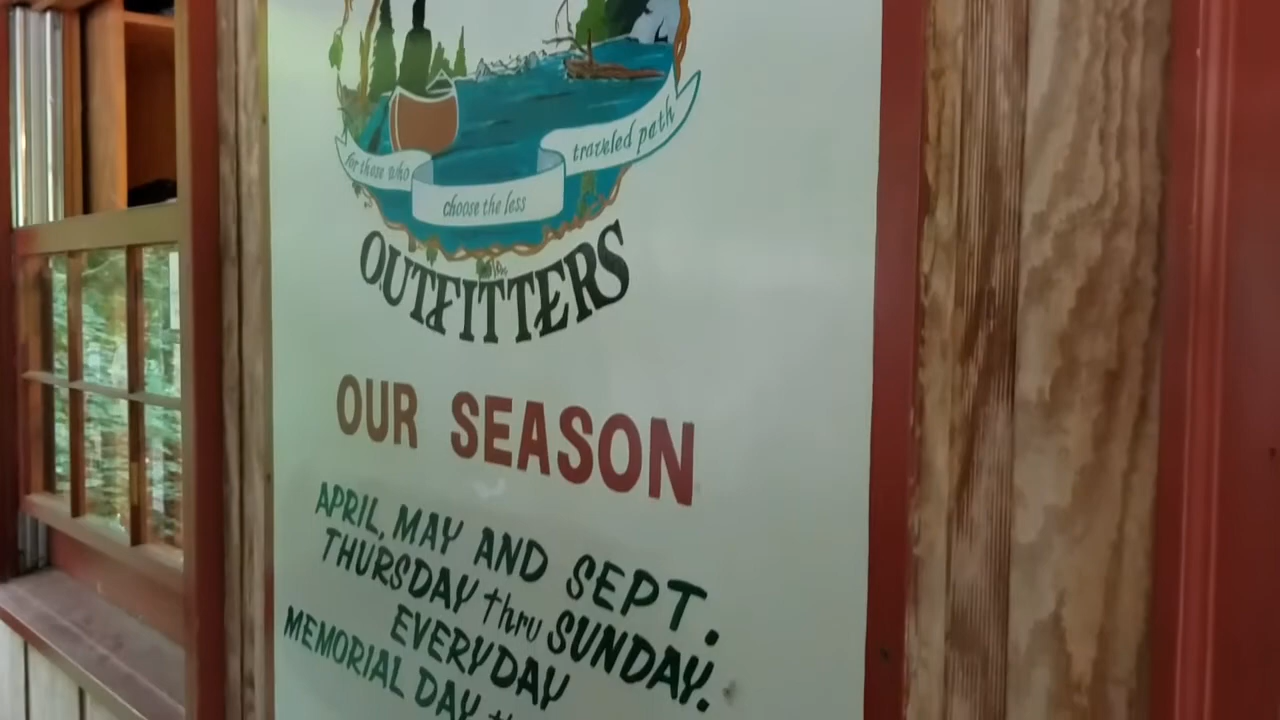 for those who
choose the less
traveled path
OUTFITTERS
OUR SEASON
APRIL, MAY AND SEPT.
THURSDAY thru SUNDAY.
EVERYDAY
MEMORIAL DAY